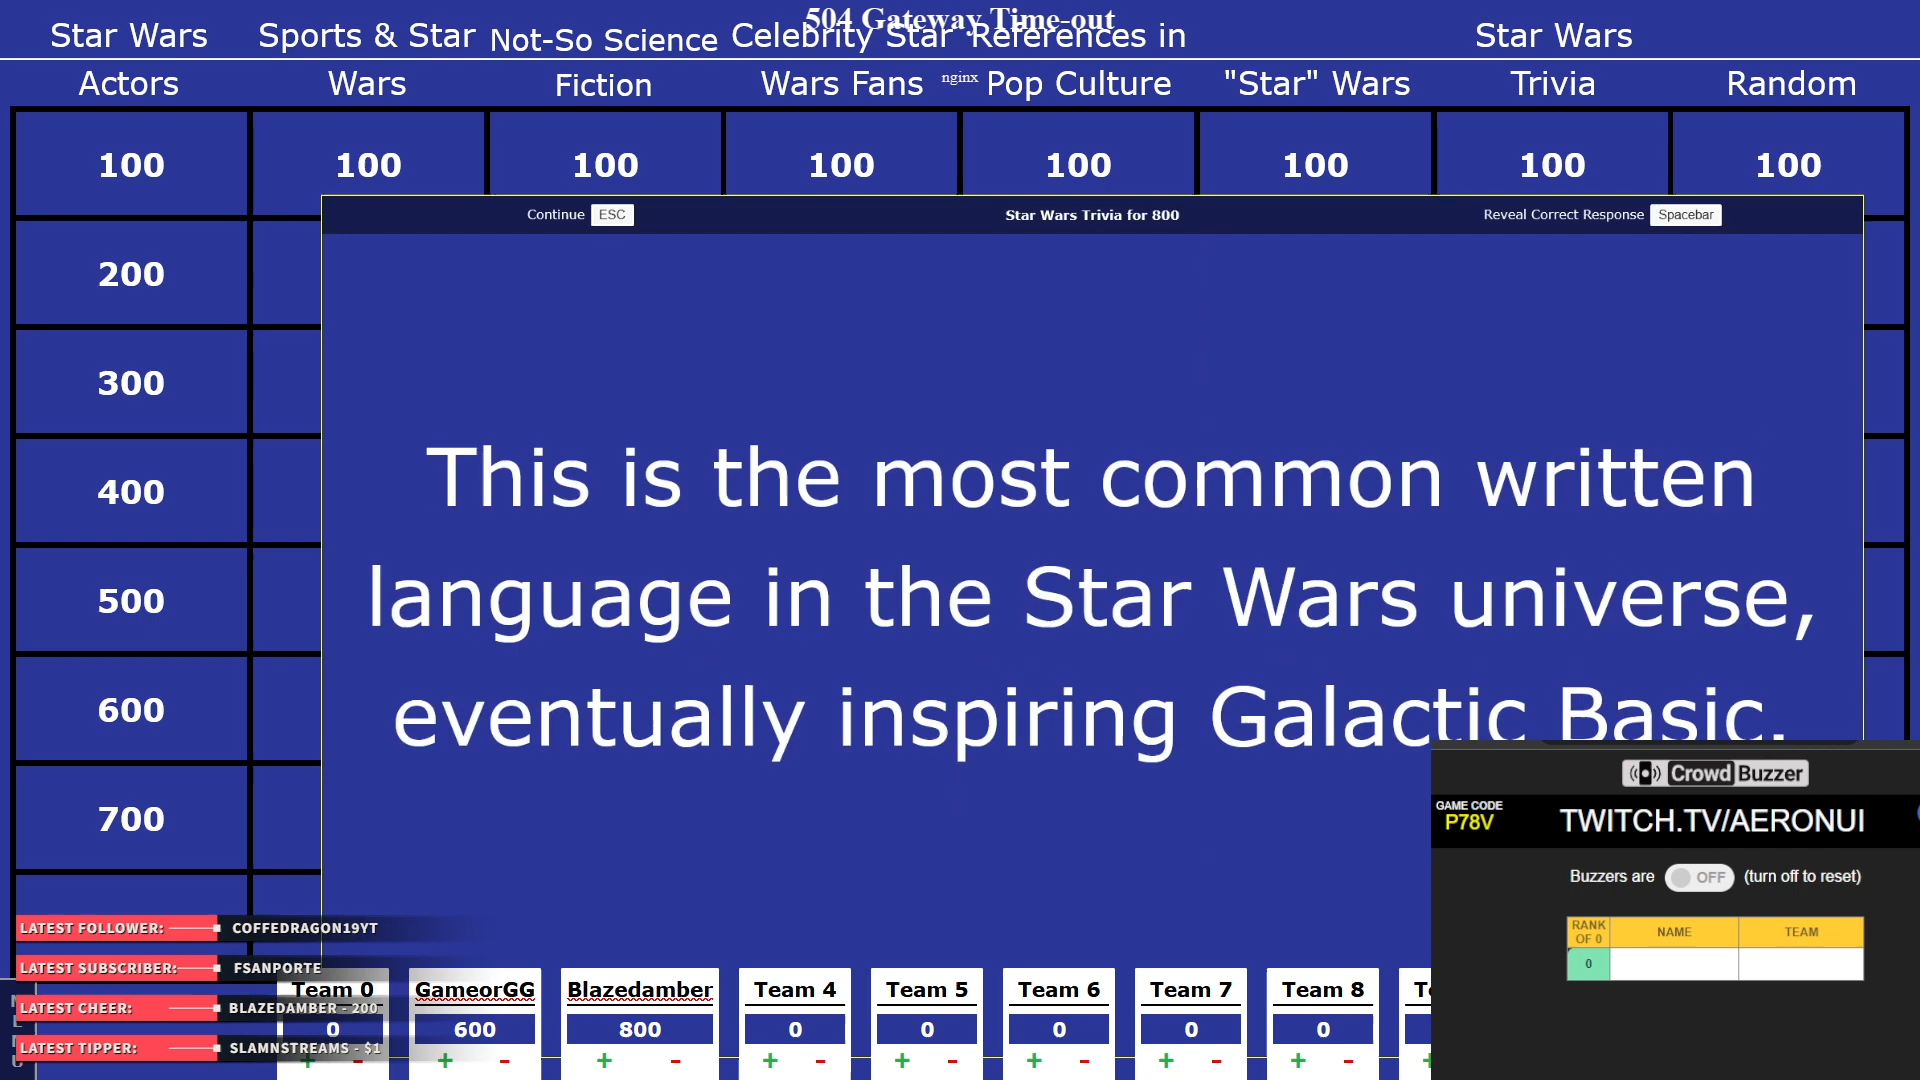 504 Gateway Time-out
Star Wars Sports & Star Not-So Science Celebrity Star References in Star Wars
Actors Wars Fiction Wars Fans nginx Pop Culture "Star" Wars Trivia Random
100 100 100 100 100 100 100 100
Continue ESC Star Wars Trivia for 800 Reveal Correct Response Spacebar
200
300
400
500
600
700
This is the most common written
language in the Star Wars universe,
eventually inspiring Galactic Basic.
CrowdBuzzer
GAME CODE
P78V
TWITCH.TV/AERONUI
Buzzers are OFF (turn off to reset)
RANK OF 0 NAME TEAM
0
LATEST FOLLOWER: COFFEDRAGON19YT
LATEST SUBSCRIBER: FSANPORTE
LATEST CHEER: BLAZEDAMBER - 200
LATEST TIPPER: SLAMNSTREAMS - $1
Team 0 GameorGG Blazedamber Team 4 Team 5 Team 6 Team 7 Team 8
0 600 800 0 0 0 0 0
+ - + - + - + - + - + - + - + - +